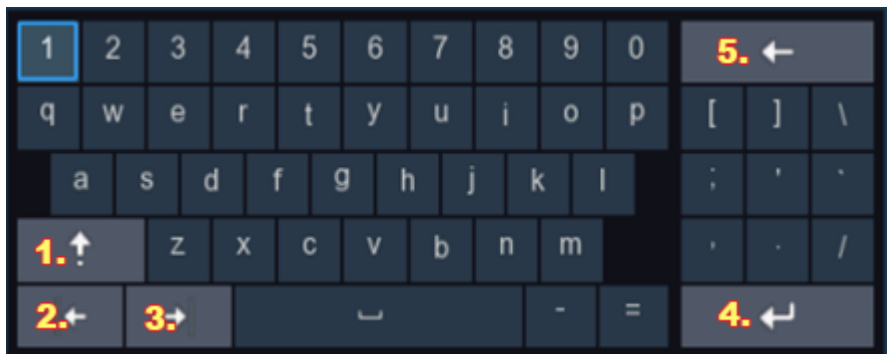 1 2 3 4 5 6 7 8 9 0 5. ←
q w e r t y u i o p [ ] \
a s d f g h j k l ; ' `
1. z x c v b n m , . /
2. ← 3. → - = 4. ↵